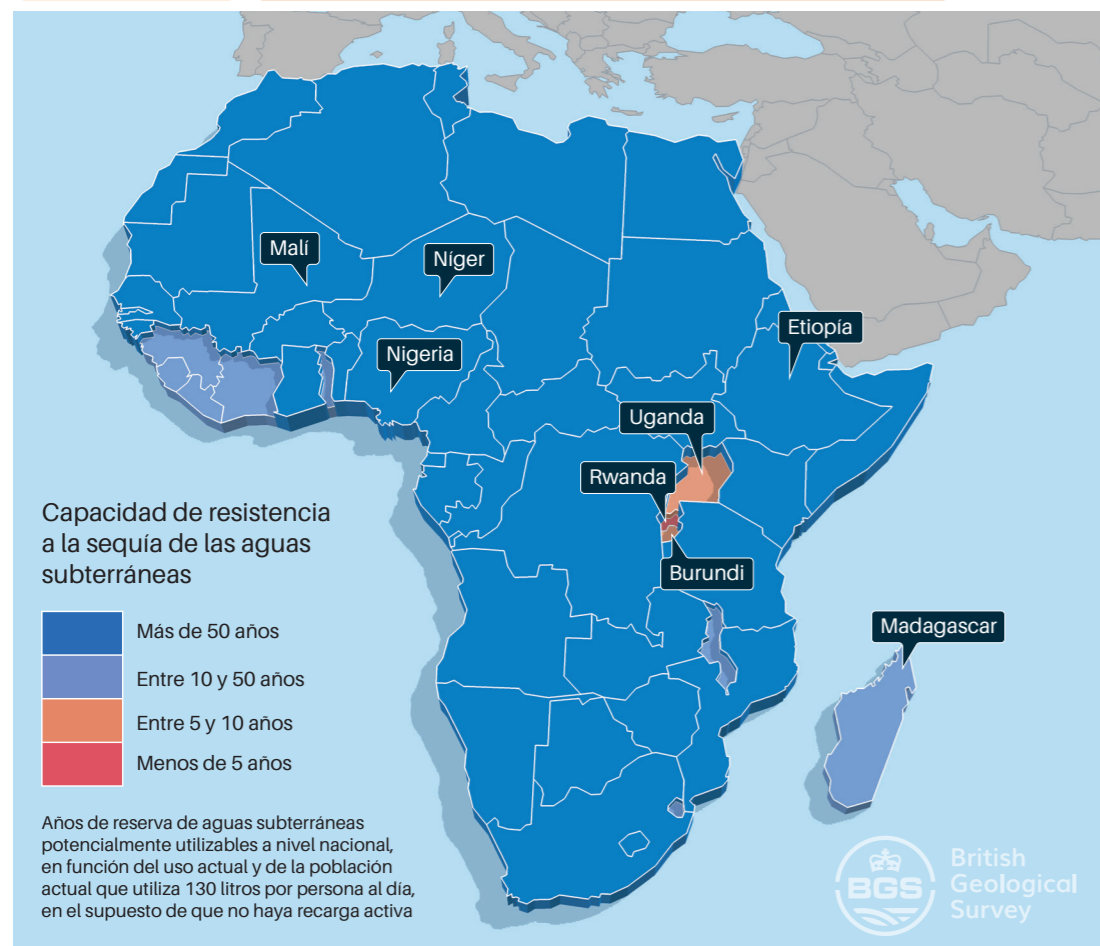 Malí
Níger
Nigeria
Etiopía
Uganda
Rwanda
Burundi
Madagascar
Capacidad de resistencia
a la sequía de las aguas
subterráneas
Más de 50 años
Entre 10 y 50 años
Entre 5 y 10 años
Menos de 5 años
Años de reserva de aguas subterráneas
potencialmente utilizables a nivel nacional,
en función del uso actual y de la población
actual que utiliza 130 litros por persona al día,
en el supuesto de que no haya recarga activa
BGS
British
Geological
Survey